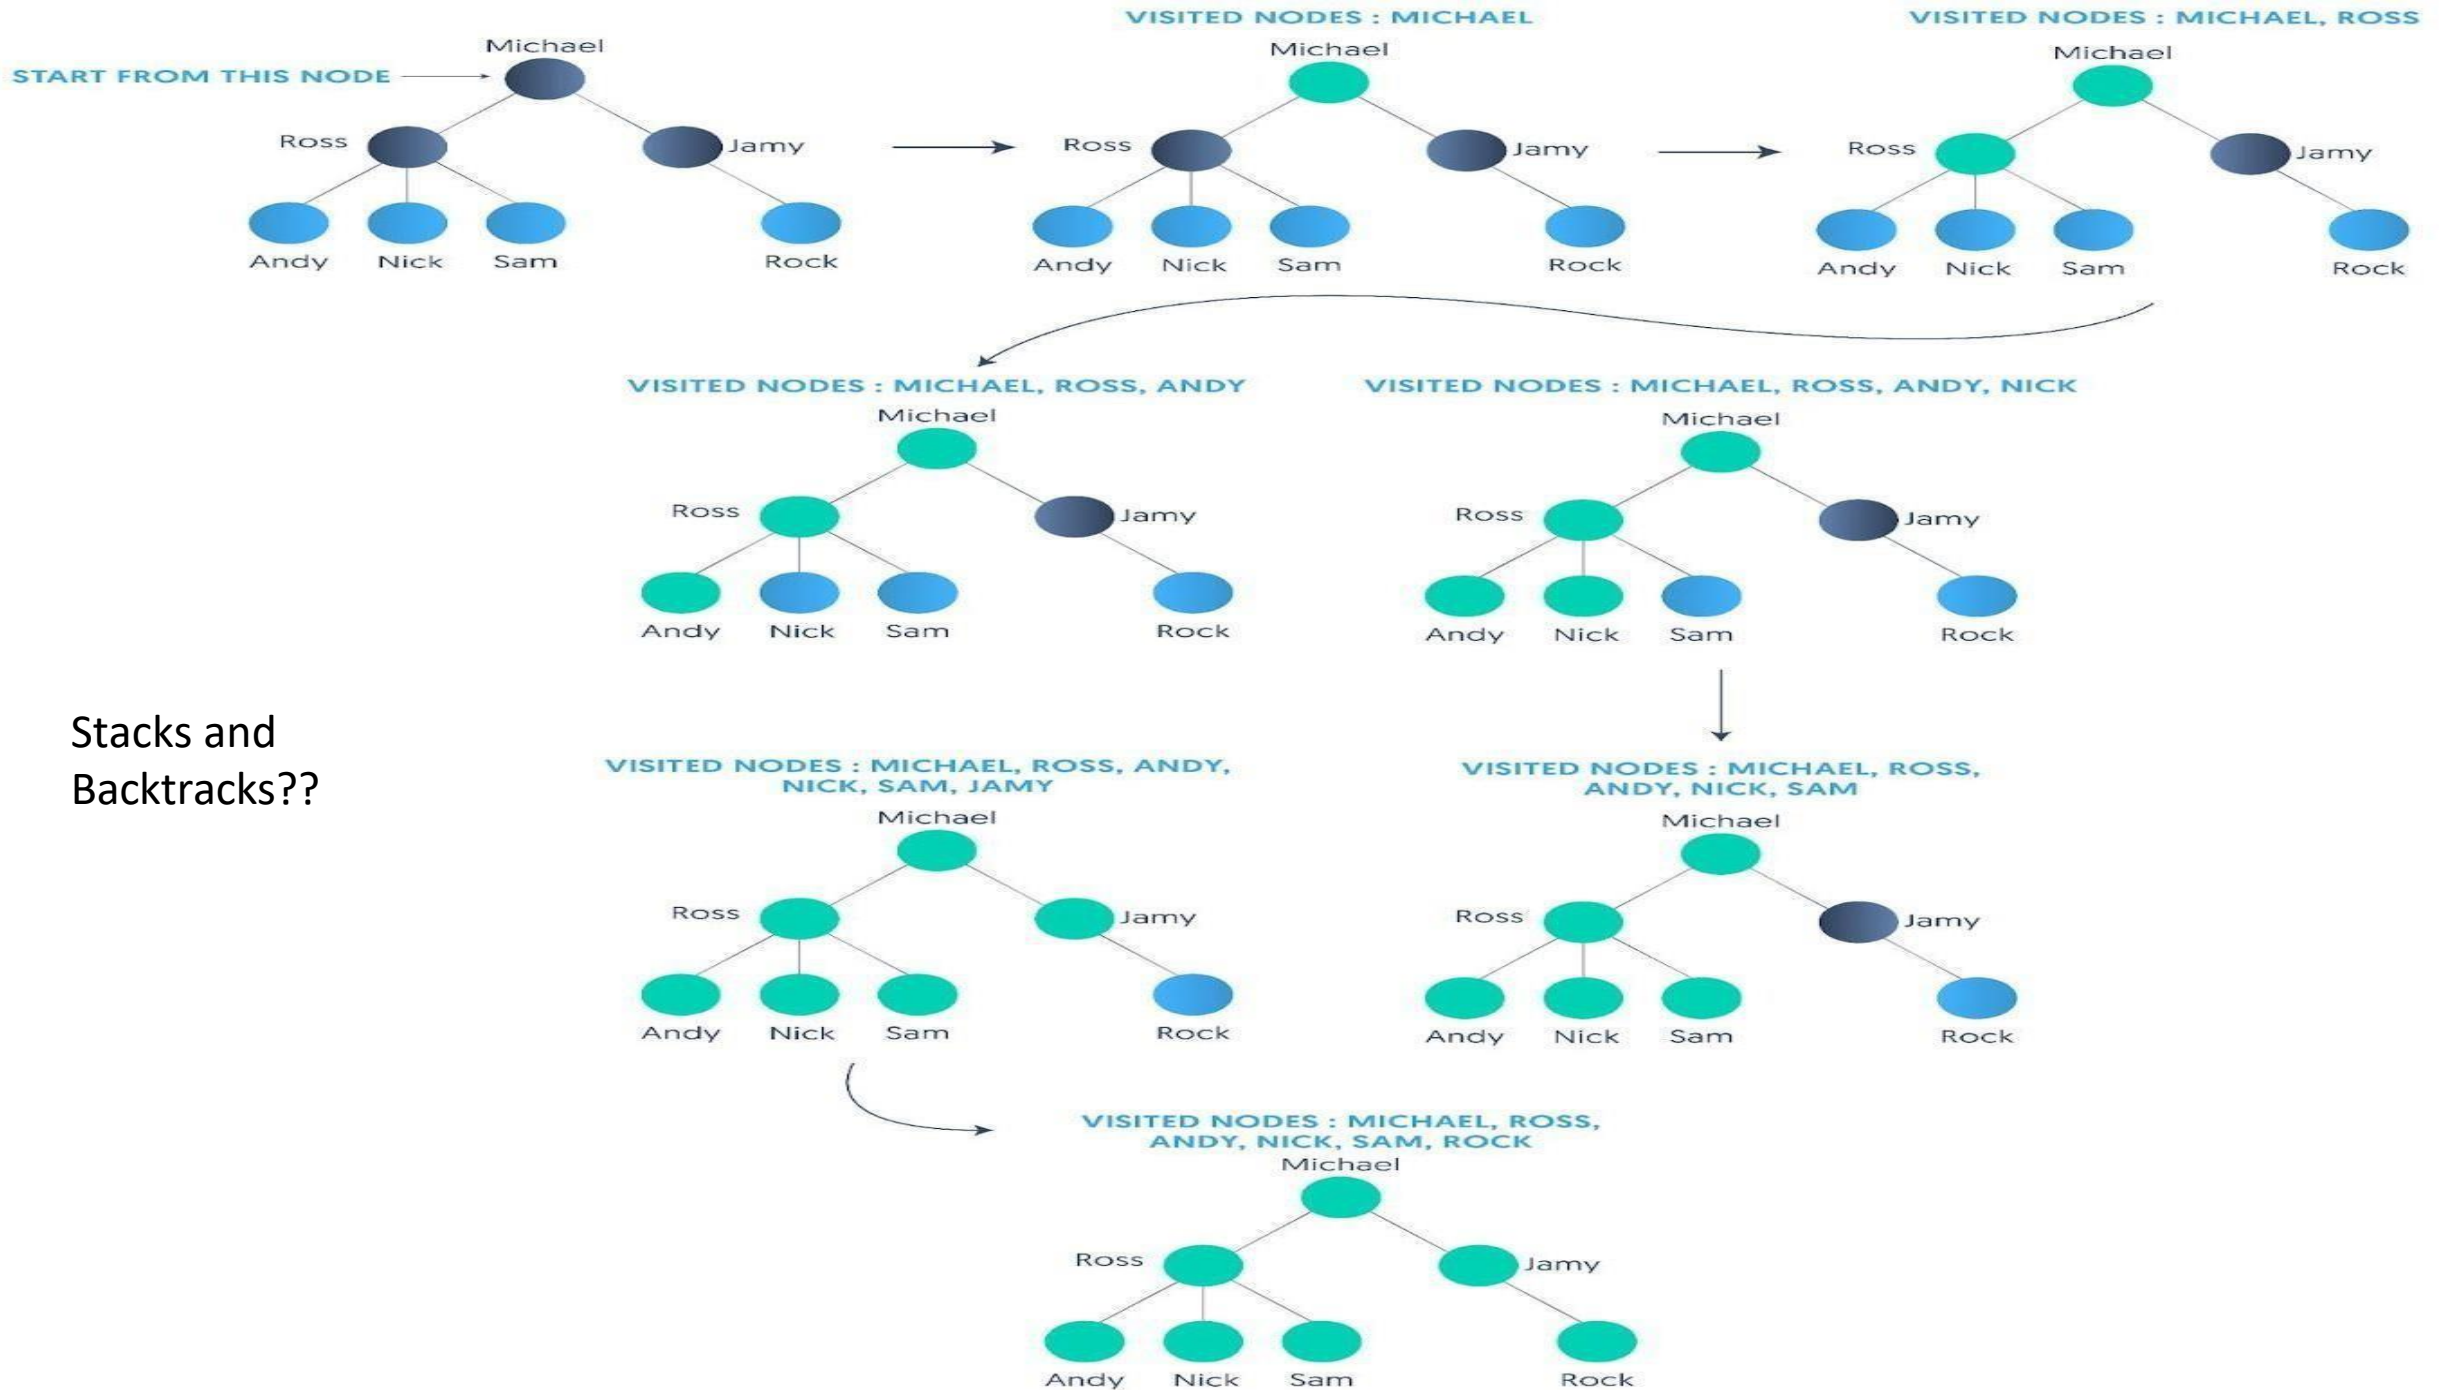 VISITED NODES : MICHAEL
VISITED NODES : MICHAEL, ROSS
Michael
START FROM THIS NODE
Ross
Jamy
Andy
Nick
Sam
Rock
Michael
Ross
Jamy
Andy
Nick
Sam
Rock
Michael
Ross
Jamy
Andy
Nick
Sam
Rock
VISITED NODES : MICHAEL, ROSS, ANDY
Michael
Ross
Jamy
Andy
Nick
Sam
Rock
VISITED NODES : MICHAEL, ROSS, ANDY, NICK
Michael
Ross
Jamy
Andy
Nick
Sam
Rock
Stacks and
Backtracks??
VISITED NODES : MICHAEL, ROSS, ANDY,
NICK, SAM, JAMY
Michael
Ross
Jamy
Andy
Nick
Sam
Rock
VISITED NODES : MICHAEL, ROSS,
ANDY, NICK, SAM
Michael
Ross
Jamy
Andy
Nick
Sam
Rock
VISITED NODES : MICHAEL, ROSS,
ANDY, NICK, SAM, ROCK
Michael
Ross
Jamy
Andy
Nick
Sam
Rock